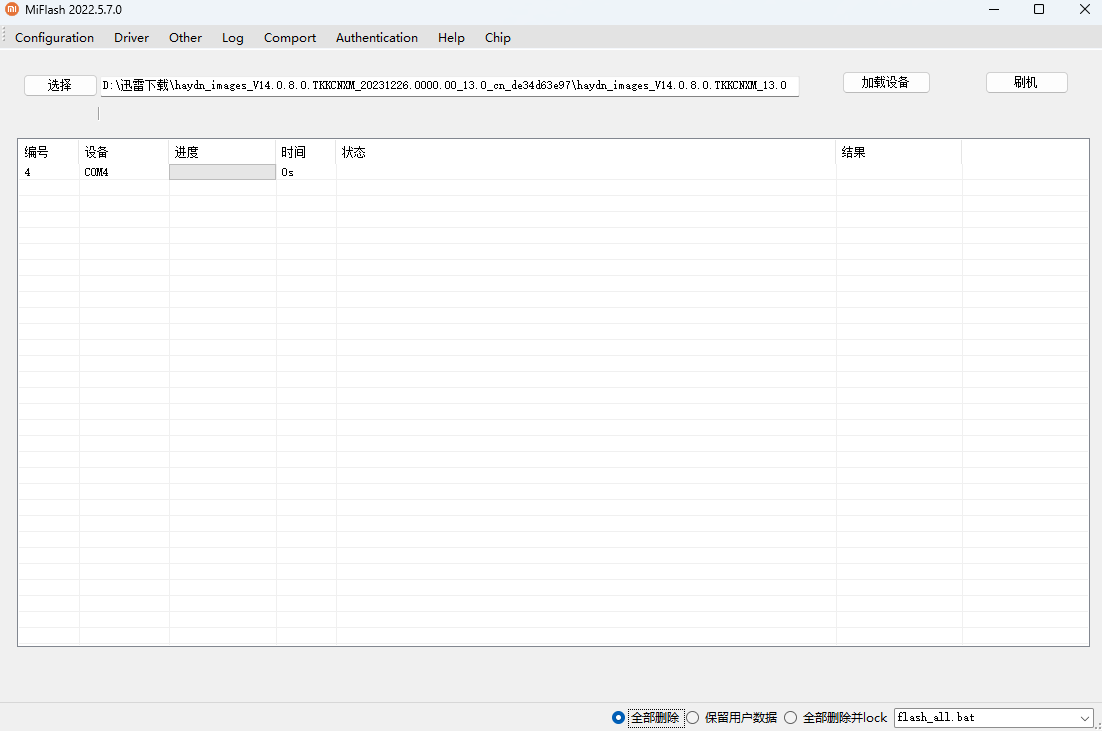 MiFlash 2022.5.7.0
Configuration Driver Other Log Comport Authentication Help Chip
选择 D:\迅雷下载\haydn_images_V14.0.8.0.TKKCNXM_20231226.0000.00_13.0_cn_de34d63e97\haydn_images_V14.0.8.0.TKKCNXM_13.0 加载设备 刷机
编号 设备 进度 时间 状态 结果
4 COM4 0s
全部删除 保留用户数据 全部删除并lock flash_all.bat